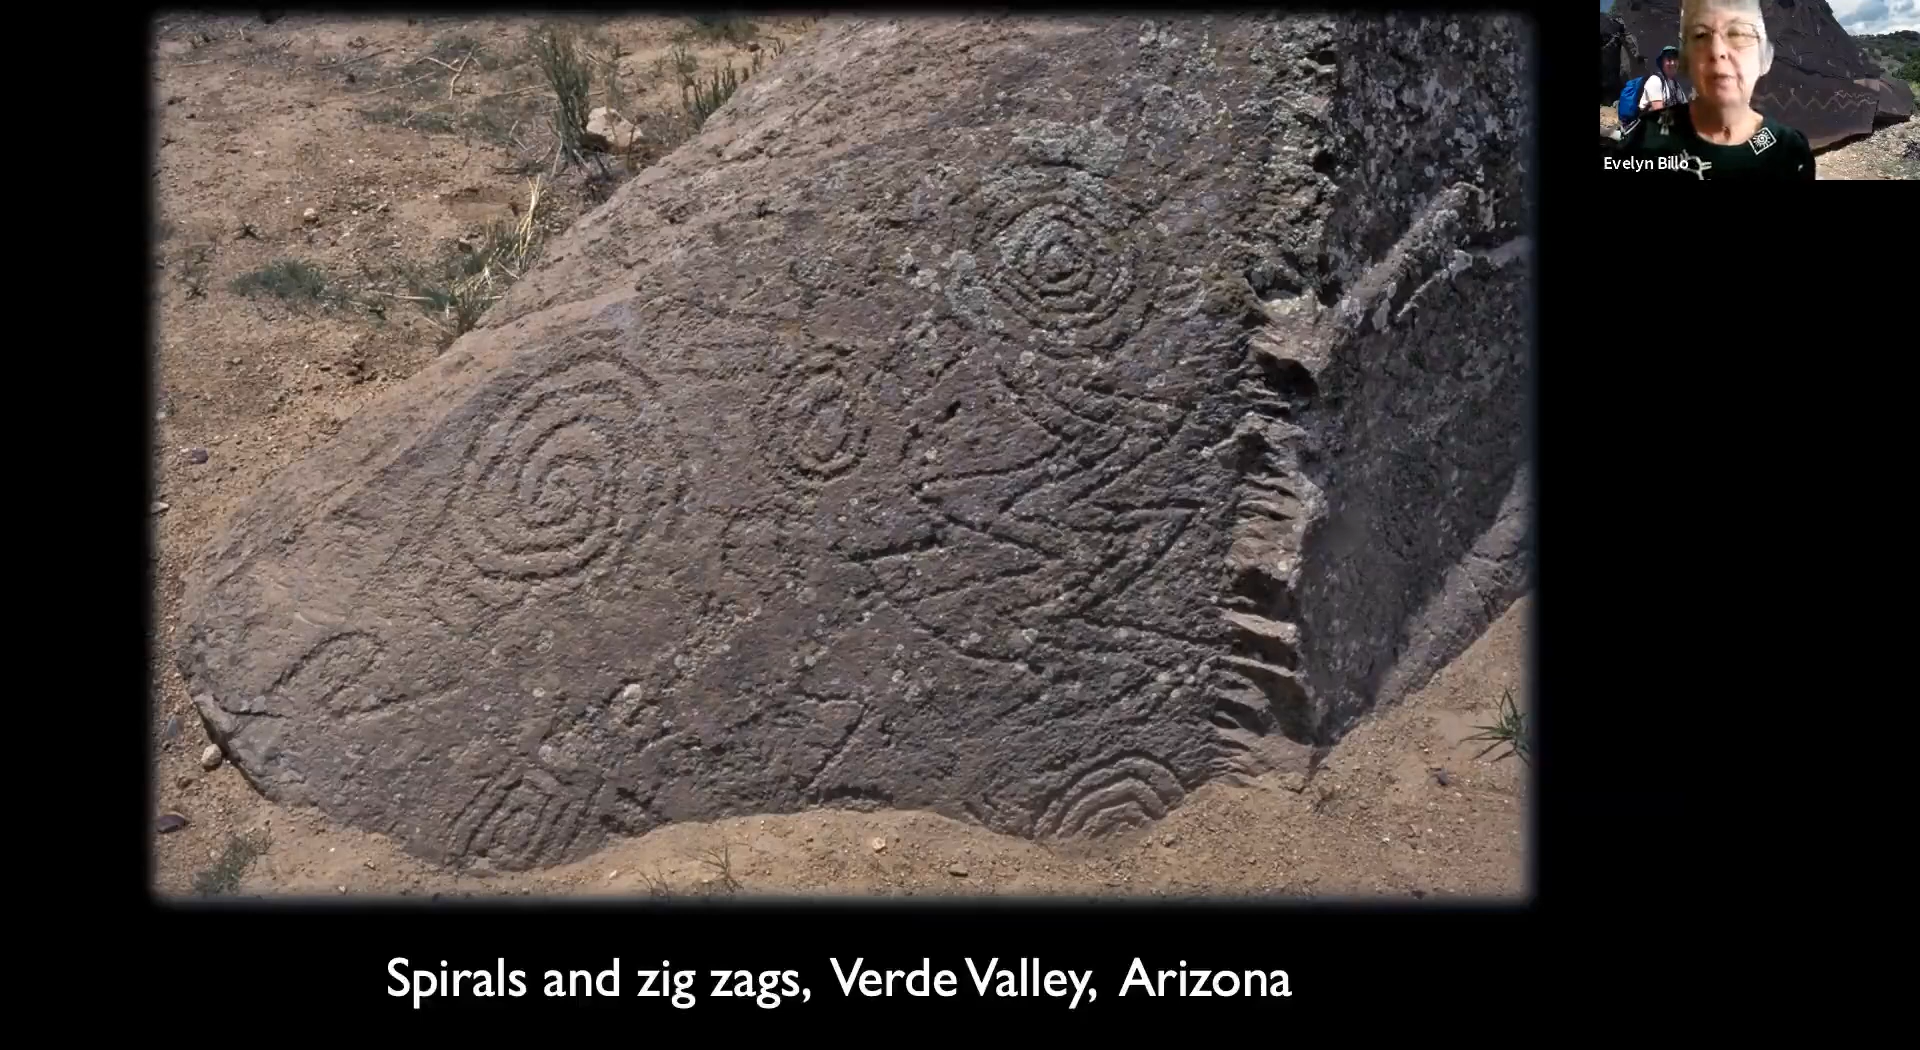 Evelyn Billo
Spirals and zig zags, Verde Valley, Arizona